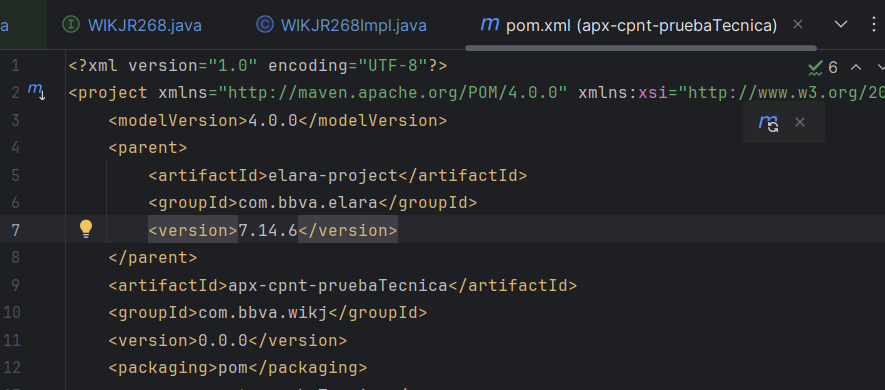 a WIKJR268.java WIKJR268Impl.java pom.xml (apx-cpnt-pruebaTecnica)
1 <?xml version="1.0" encoding="UTF-8"?> 6
2 <project xmlns="http://maven.apache.org/POM/4.0.0" xmlns:xsi="http://www.w3.org/20
3 <modelVersion>4.0.0</modelVersion>
4 <parent>
5 <artifactId>elara-project</artifactId>
6 <groupId>com.bbva.elara</groupId>
7 <version>7.14.6</version>
8 </parent>
9 <artifactId>apx-cpnt-pruebaTecnica</artifactId>
10 <groupId>com.bbva.wikj</groupId>
11 <version>0.0.0</version>
12 <packaging>pom</packaging>